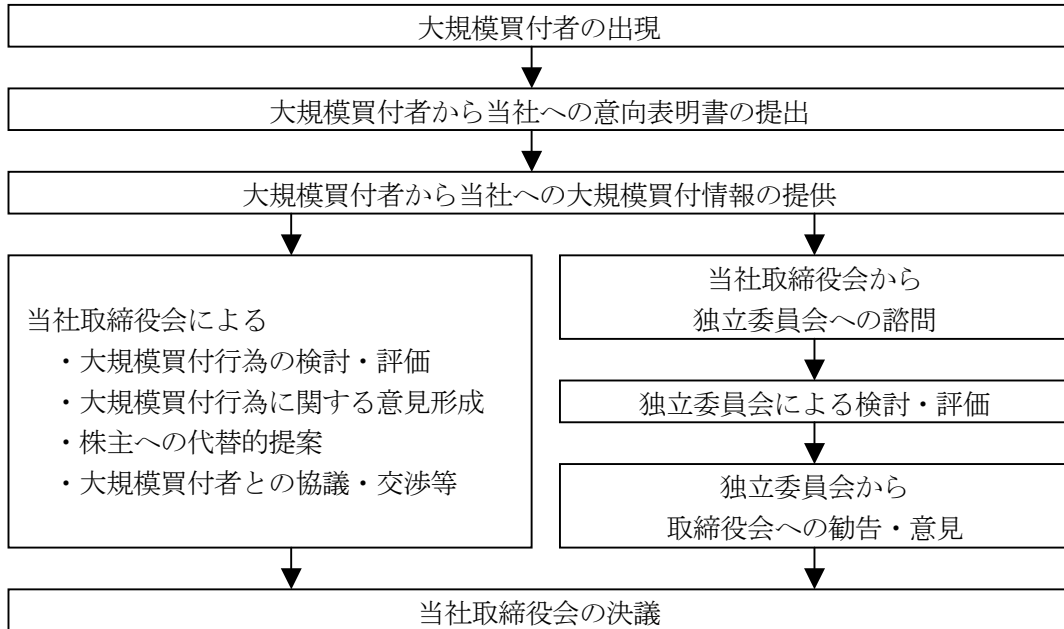 大規模買付者の出現
大規模買付者から当社への意向表明書の提出
大規模買付者から当社への大規模買付情報の提供
当社取締役会による
・大規模買付行為の検討・評価
・大規模買付行為に関する意見形成
・株主への代替的提案
・大規模買付者との協議・交渉等
当社取締役会から
独立委員会への諮問
独立委員会による検討・評価
独立委員会から
取締役会への勧告・意見
当社取締役会の決議